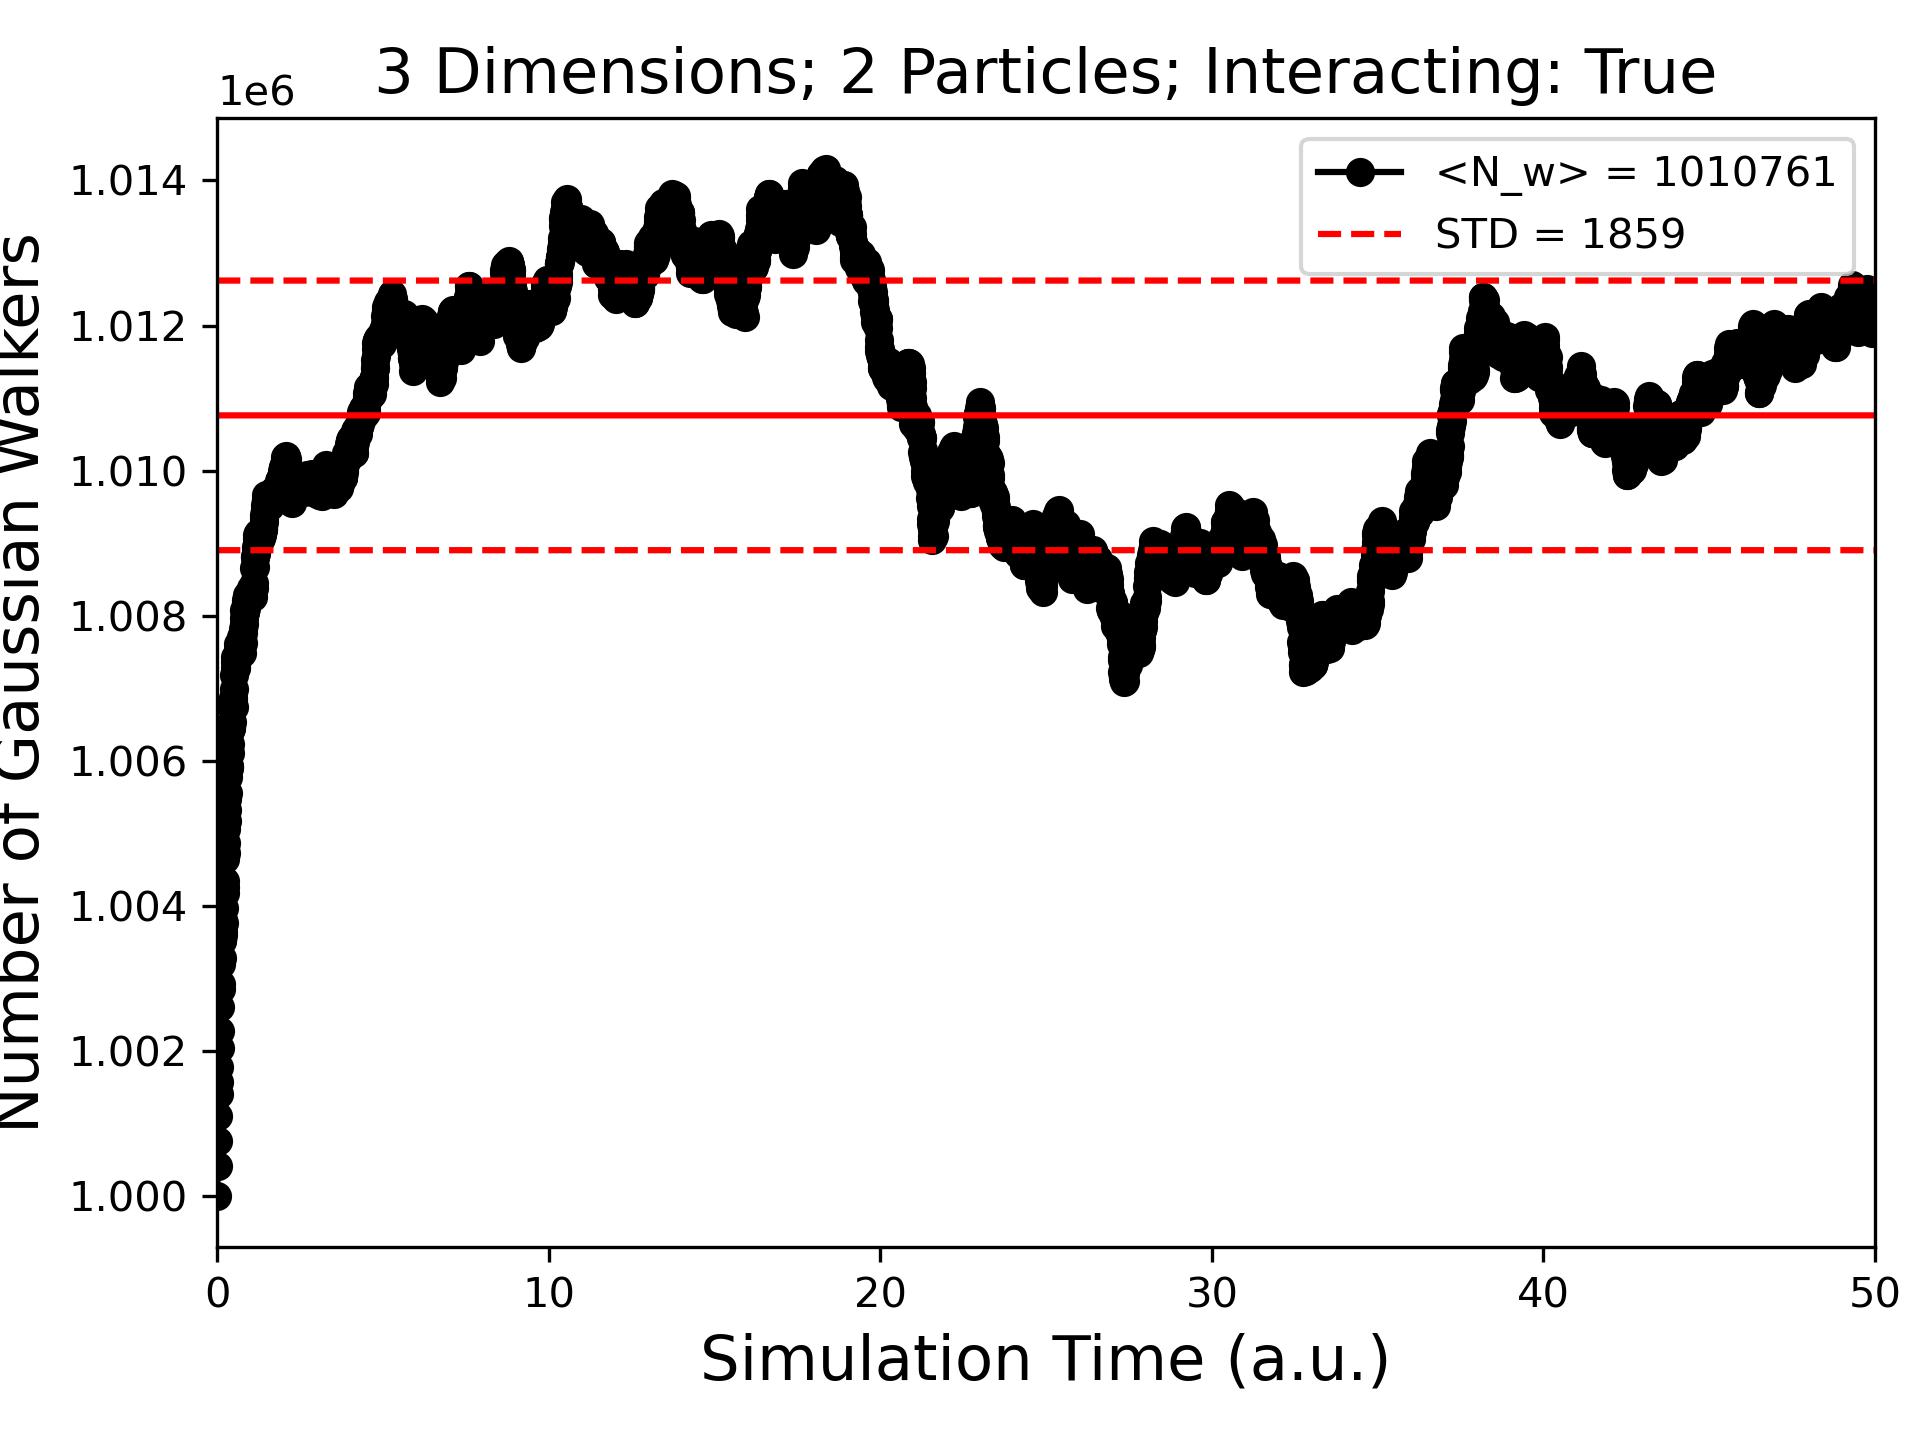 3 Dimensions; 2 Particles; Interacting: True
1e6
<N_w> = 1010761
STD = 1859
1.014
1.012
1.010
1.008
1.006
1.004
1.002
1.000
Number of Gaussian Walkers
0 10 20 30 40 50
Simulation Time (a.u.)